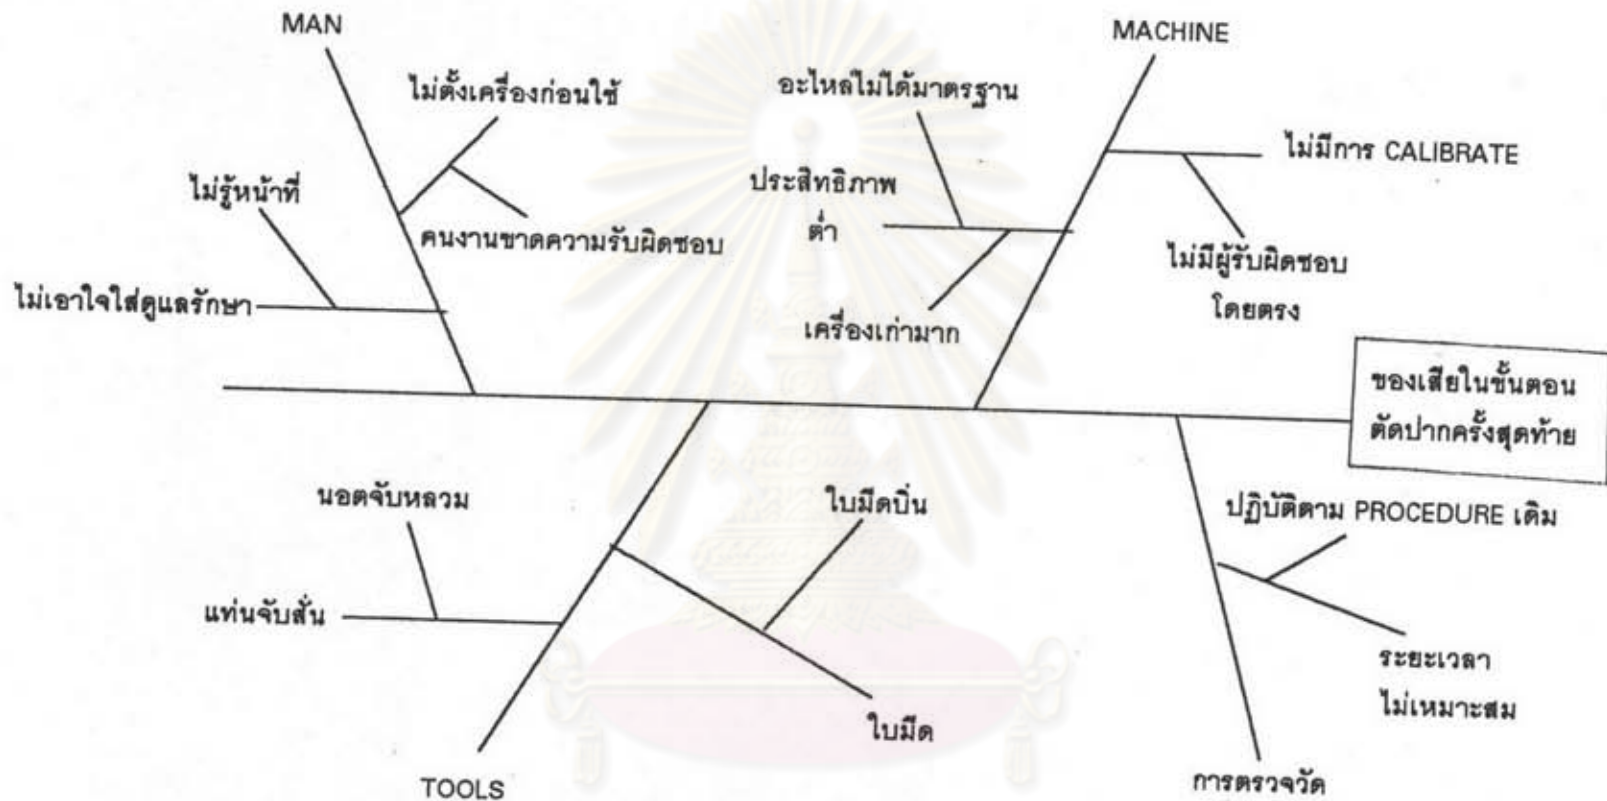 MAN
MACHINE
ไม่ตั้งเครื่องก่อนใช้
อะไหล่ไม่ได้มาตรฐาน
ไม่มีการ CALIBRATE
ไม่รู้หน้าที่
ประสิทธิภาพ
ต่ำ
คนงานขาดความรับผิดชอบ
ไม่มีผู้รับผิดชอบ
โดยตรง
ไม่เอาใจใส่ดูแลรักษา
เครื่องเก่ามาก
ของเสียในขั้นตอน
ตัดปากครั้งสุดท้าย
นอตจับหลวม
ใบมีดบิ่น
ปฏิบัติตาม PROCEDURE เดิม
แท่นจับสั่น
ระยะเวลา
ไม่เหมาะสม
ใบมีด
TOOLS
การตรวจวัด